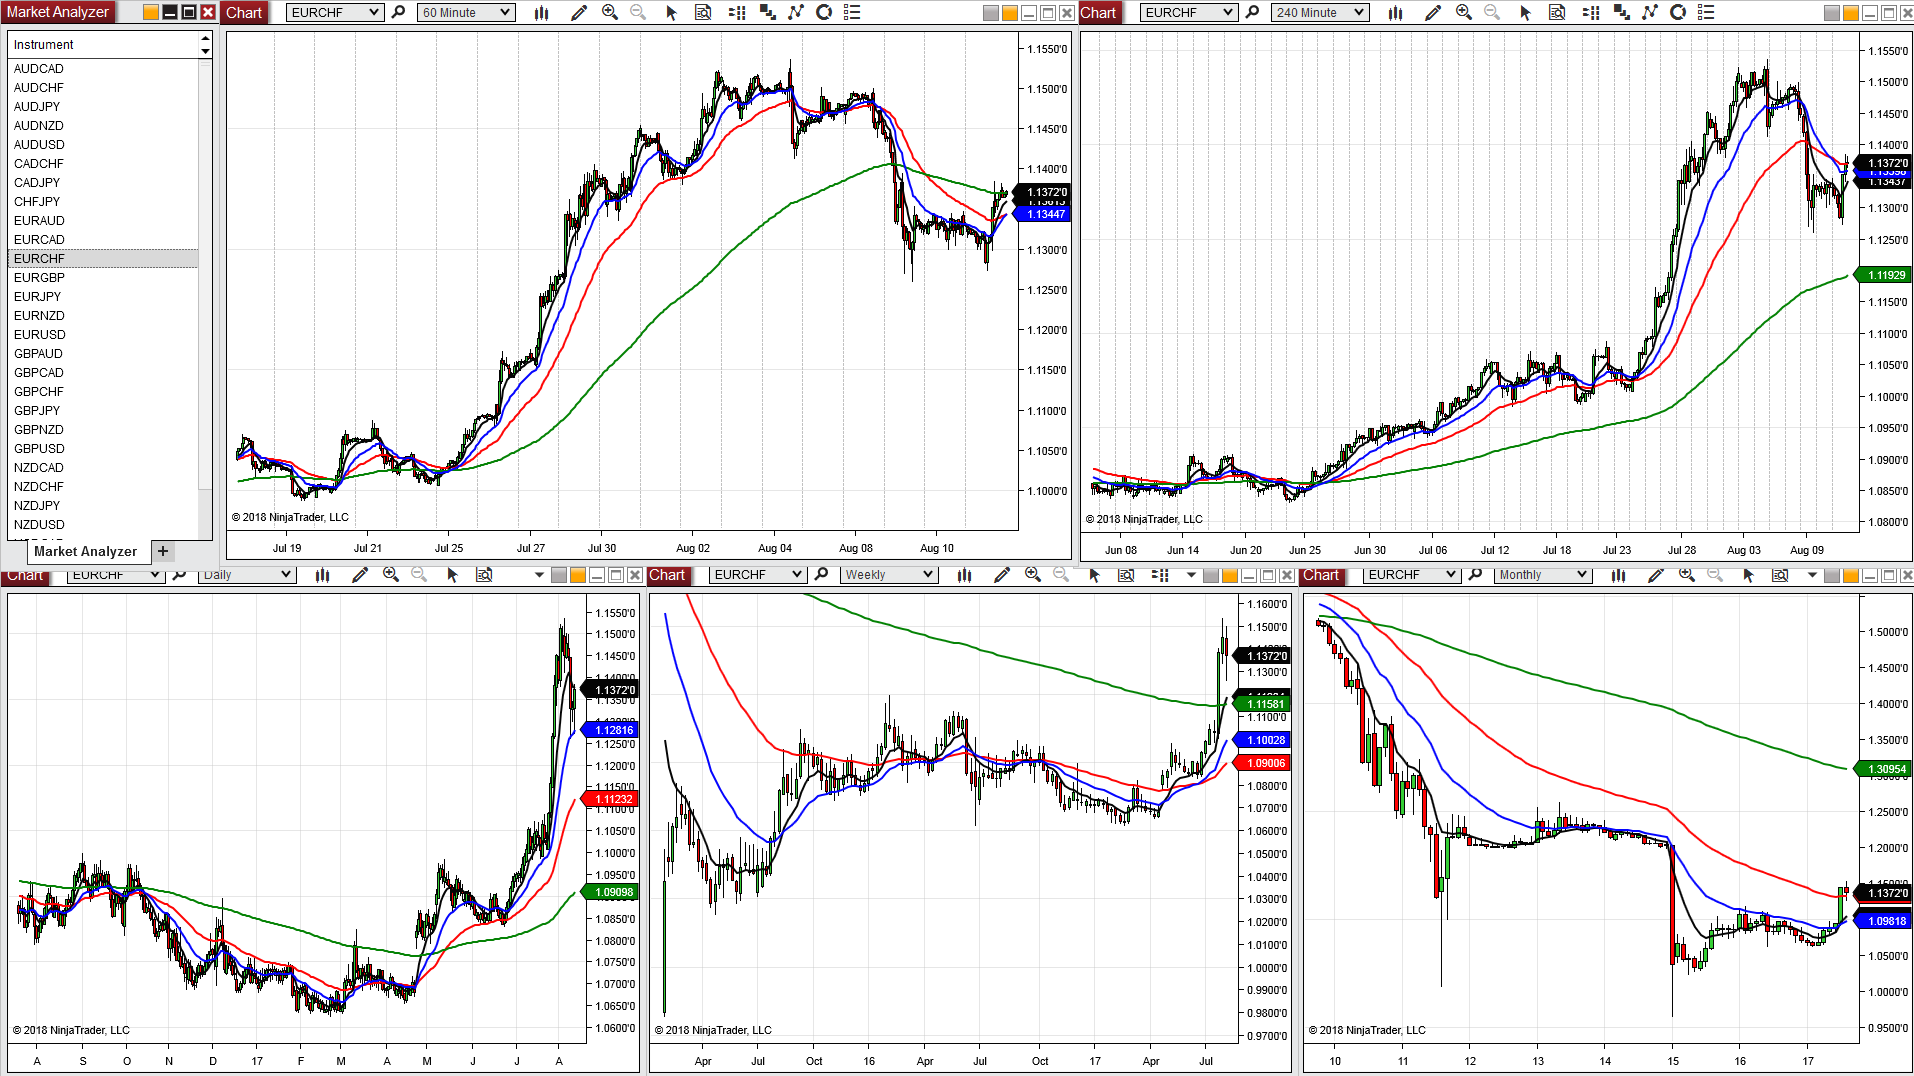 Market Analyzer
Instrument
AUDCAD
AUDCHF
AUDJPY
AUDNZD
AUDUSD
CADCHF
CADJPY
CHFJPY
EURAUD
EURCAD
EURCHF
EURGBP
EURJPY
EURNZD
EURUSD
GBPAUD
GBPCAD
GBPCHF
GBPJPY
GBPNZD
GBPUSD
NZDCAD
NZDCHF
NZDJPY
NZDUSD
Market Analyzer +
Chart EURCHF 60 Minute
1.1550'0
1.1500'0
1.1450'0
1.1400'0
1.1372'0
1.13447
1.1300'0
1.1250'0
1.1200'0
1.1150'0
1.1100'0
1.1050'0
1.1000'0
© 2018 NinjaTrader, LLC
Jul 19 Jul 21 Jul 25 Jul 27 Jul 30 Aug 02 Aug 04 Aug 08 Aug 10
Chart EURCHF 240 Minute
1.1550'0
1.1500'0
1.1450'0
1.1400'0
1.1372'0
1.13437
1.1300'0
1.1250'0
1.11929
1.1150'0
1.1100'0
1.1050'0
1.1000'0
1.0950'0
1.0900'0
1.0850'0
1.0800'0
© 2018 NinjaTrader, LLC
Jun 08 Jun 14 Jun 20 Jun 25 Jun 30 Jul 06 Jul 12 Jul 18 Jul 23 Jul 28 Aug 03 Aug 09
Chart EURCHF Daily
1.1550'0
1.1500'0
1.1450'0
1.1400'0
1.1372'0
1.1350'0
1.12816
1.1250'0
1.1200'0
1.1150'0
1.11232
1.1100'0
1.1050'0
1.1000'0
1.0950'0
1.09098
1.0850'0
1.0800'0
1.0750'0
1.0700'0
1.0650'0
1.0600'0
© 2018 NinjaTrader, LLC
A S O N D 17 F M A M J J A
Chart EURCHF Weekly
1.1600'0
1.1500'0
1.1372'0
1.1300'0
1.11581
1.1100'0
1.10028
1.09006
1.0800'0
1.0700'0
1.0600'0
1.0500'0
1.0400'0
1.0300'0
1.0200'0
1.0100'0
1.0000'0
0.9900'0
0.9800'0
0.9700'0
© 2018 NinjaTrader, LLC
Apr Jul Oct 16 Apr Jul Oct 17 Apr Jul
Chart EURCHF Monthly
1.5000'0
1.4500'0
1.4000'0
1.3500'0
1.30954
1.2500'0
1.2000'0
1.1372'0
1.09818
1.0500'0
1.0000'0
0.9500'0
© 2018 NinjaTrader, LLC
10 11 12 13 14 15 16 17